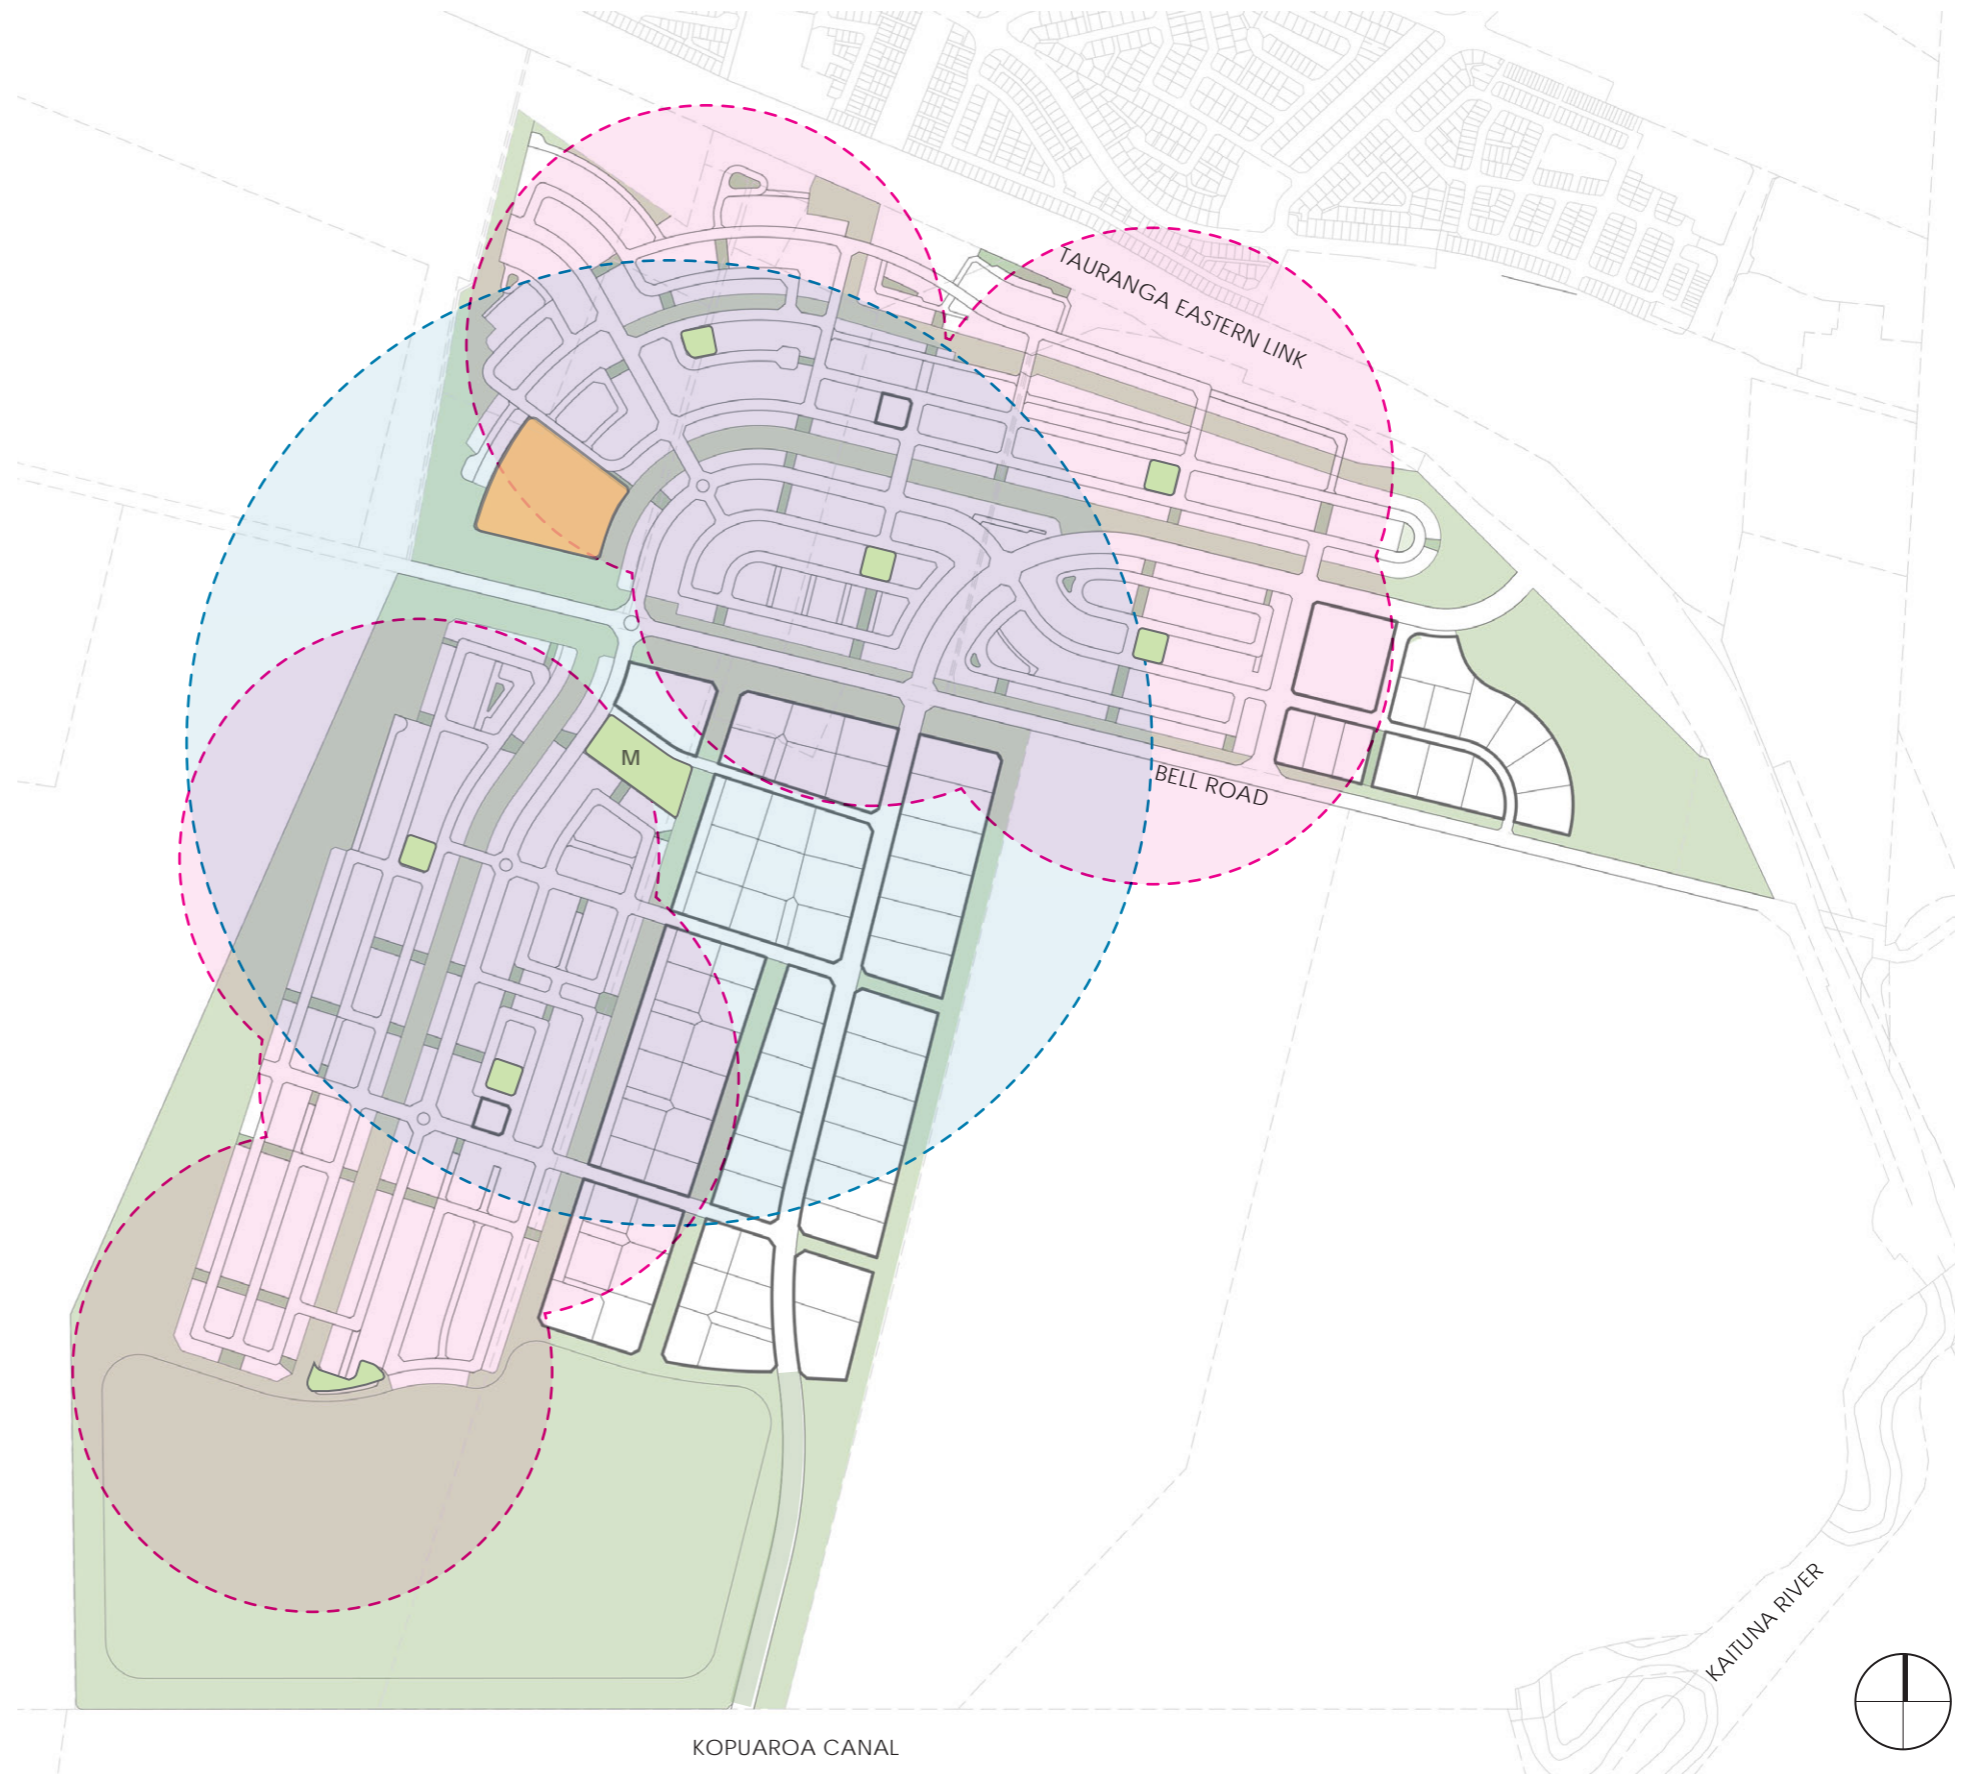 TAURANGA EASTERN LINK
M
BELL ROAD
KAITUNA RIVER
KOPUAROA CANAL